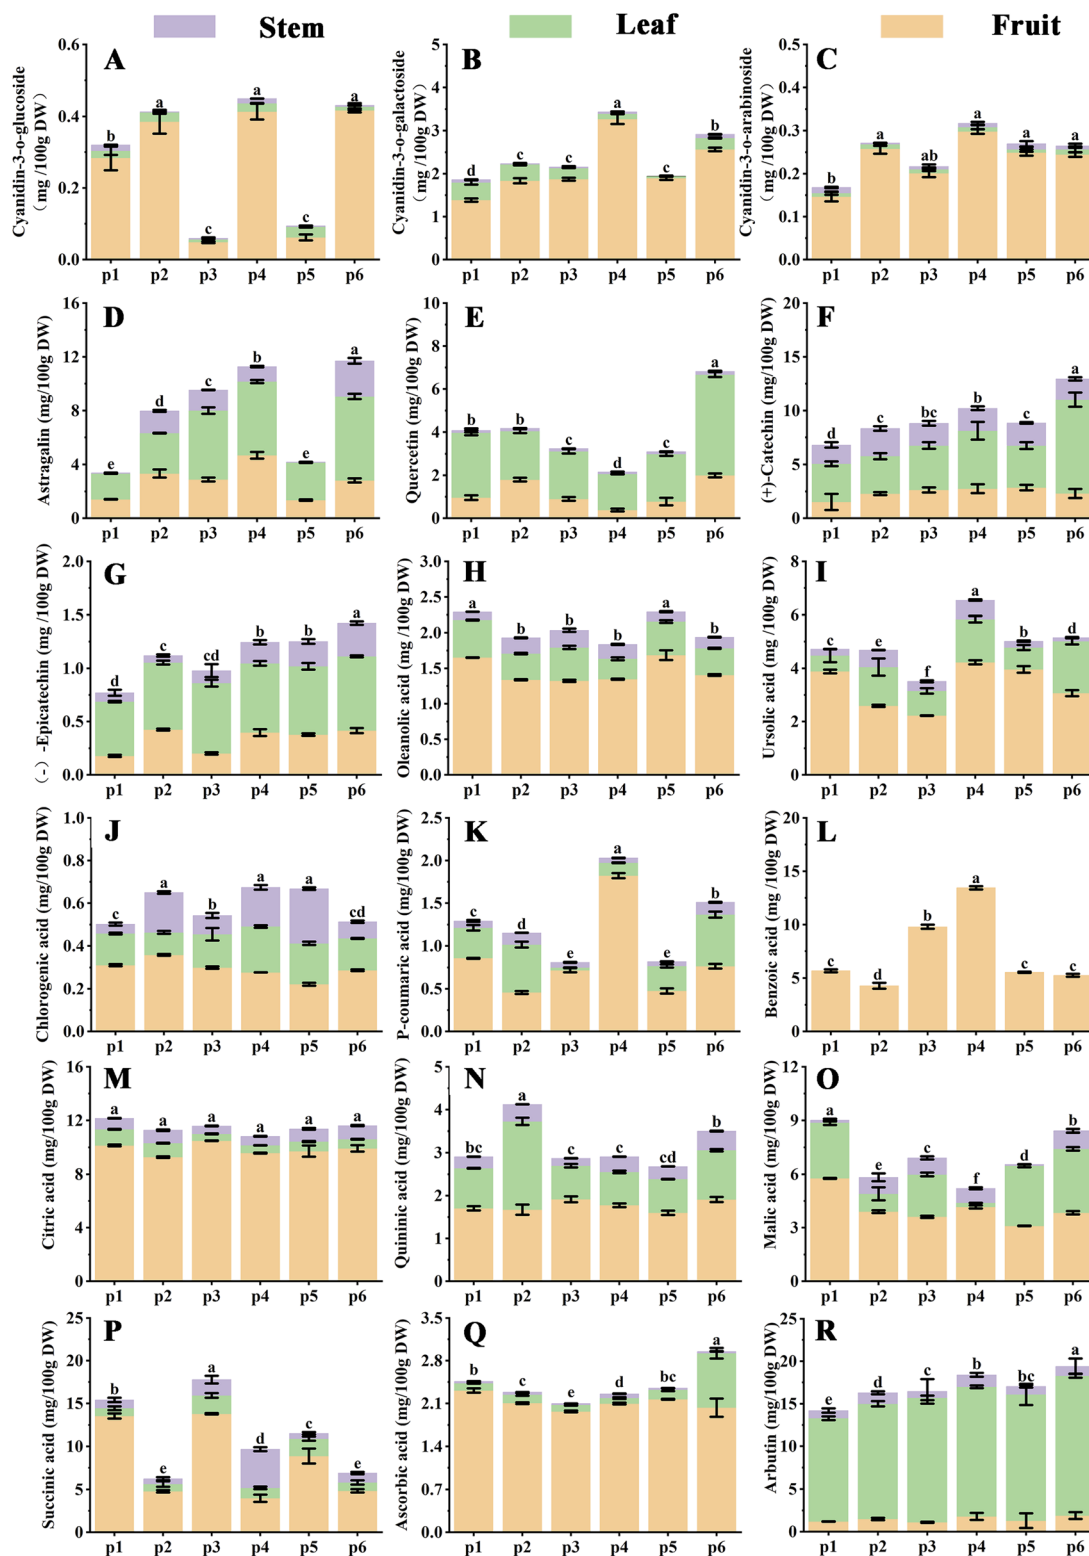 Stem Leaf Fruit
A
Cyanidin-3-o-glucoside
(mg /100g DW)
0.6
0.4
0.2
0.0
b a c a c a
p1 p2 p3 p4 p5 p6
B
Cyanidin-3-o-galactoside
(mg /100g DW)
5
4
3
2
1
0
d c c a c b
p1 p2 p3 p4 p5 p6
C
Cyanidin-3-o-arabinoside
(mg /100g DW)
0.5
0.4
0.3
0.2
0.1
0.0
b a ab a a a
p1 p2 p3 p4 p5 p6
D
Astragalin (mg/100g DW)
16
12
8
4
0
e d c b e a
p1 p2 p3 p4 p5 p6
E
Quercetin (mg/100g DW)
10
8
6
4
2
0
b b c d c a
p1 p2 p3 p4 p5 p6
F
(+)-Catechin (mg/100g DW)
20
15
10
5
0
d c bc b c a
p1 p2 p3 p4 p5 p6
G
(-) -Epicatechin (mg /100g DW)
2.0
1.5
1.0
0.5
0.0
d c cd b b a
p1 p2 p3 p4 p5 p6
H
Oleanolic acid (mg /100g DW)
3.0
2.5
2.0
1.5
1.0
0.5
0.0
a b b b a b
p1 p2 p3 p4 p5 p6
I
Ursolic acid (mg /100g DW)
8
6
4
2
0
c e f a b d
p1 p2 p3 p4 p5 p6
J
Chlorogenic acid (mg/100g DW)
1.0
0.8
0.6
0.4
0.2
0.0
c a b a a cd
p1 p2 p3 p4 p5 p6
K
P-coumaric acid (mg/100g DW)
2.5
2.0
1.5
1.0
0.5
0.0
c d e a e b
p1 p2 p3 p4 p5 p6
L
Benzoic acid (mg /100g DW)
20
15
10
5
0
c d b a c c
p1 p2 p3 p4 p5 p6
M
Citric acid (mg/100g DW)
16
12
8
4
0
a a a a a a
p1 p2 p3 p4 p5 p6
N
Quininic acid (mg/100g DW)
5
4
3
2
1
0
bc a c c cd b
p1 p2 p3 p4 p5 p6
O
Malic acid (mg/100g DW)
12
9
6
3
0
a e c f d b
p1 p2 p3 p4 p5 p6
P
Succinic acid (mg/100g DW)
25
20
15
10
5
0
b e a d c e
p1 p2 p3 p4 p5 p6
Q
Ascorbic acid (mg/100g DW)
3.5
2.8
2.1
1.4
0.7
0.0
b c e c bc a
p1 p2 p3 p4 p5 p6
R
Arbutin (mg/100g DW)
25
20
15
10
5
0
e d c b bc a
p1 p2 p3 p4 p5 p6